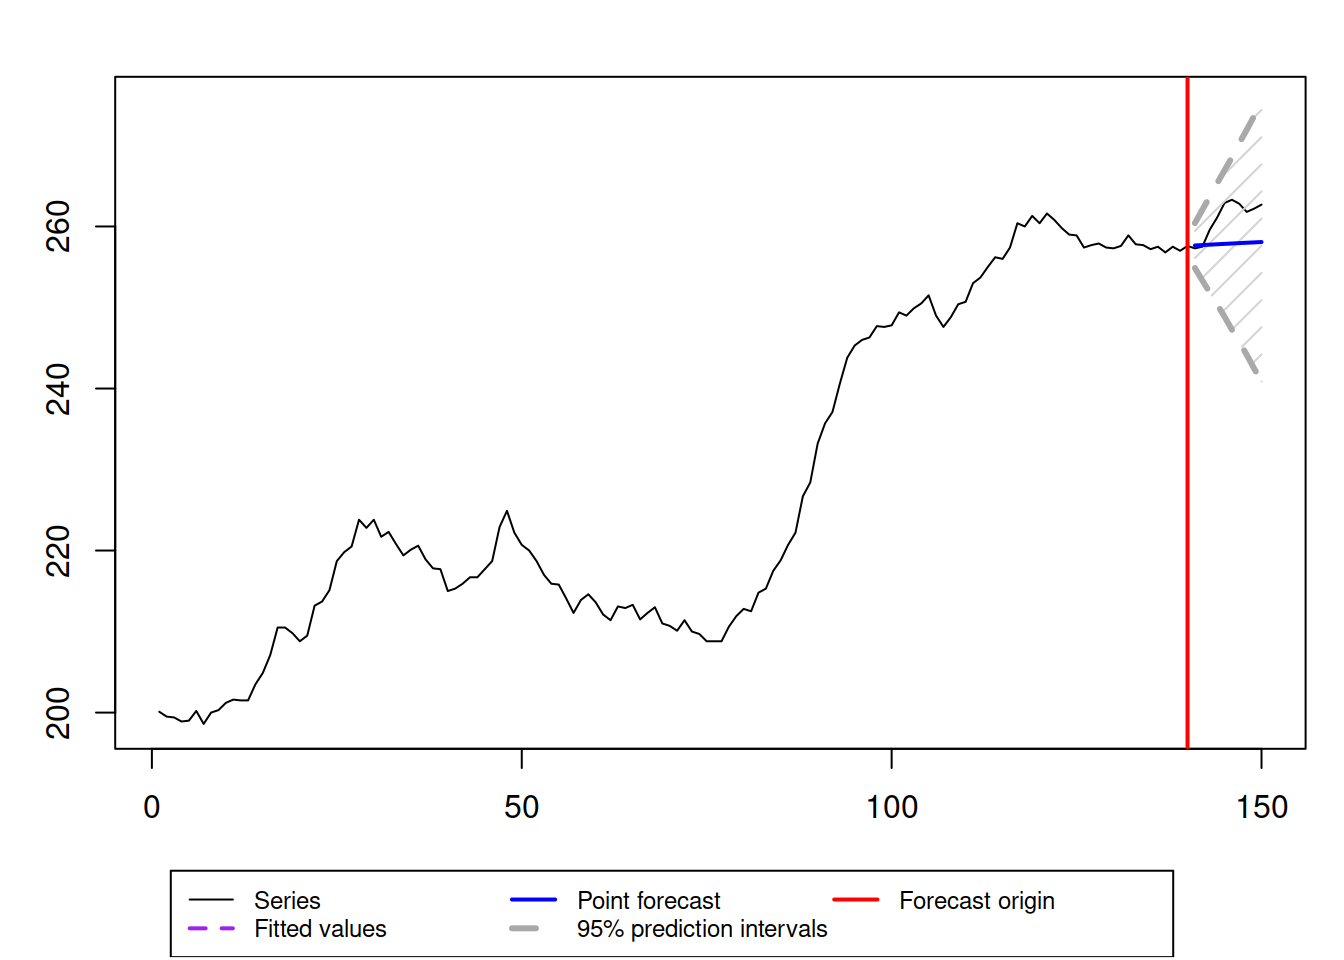 260
240
220
200
0 50 100 150
Series Point forecast Forecast origin
Fitted values 95% prediction intervals